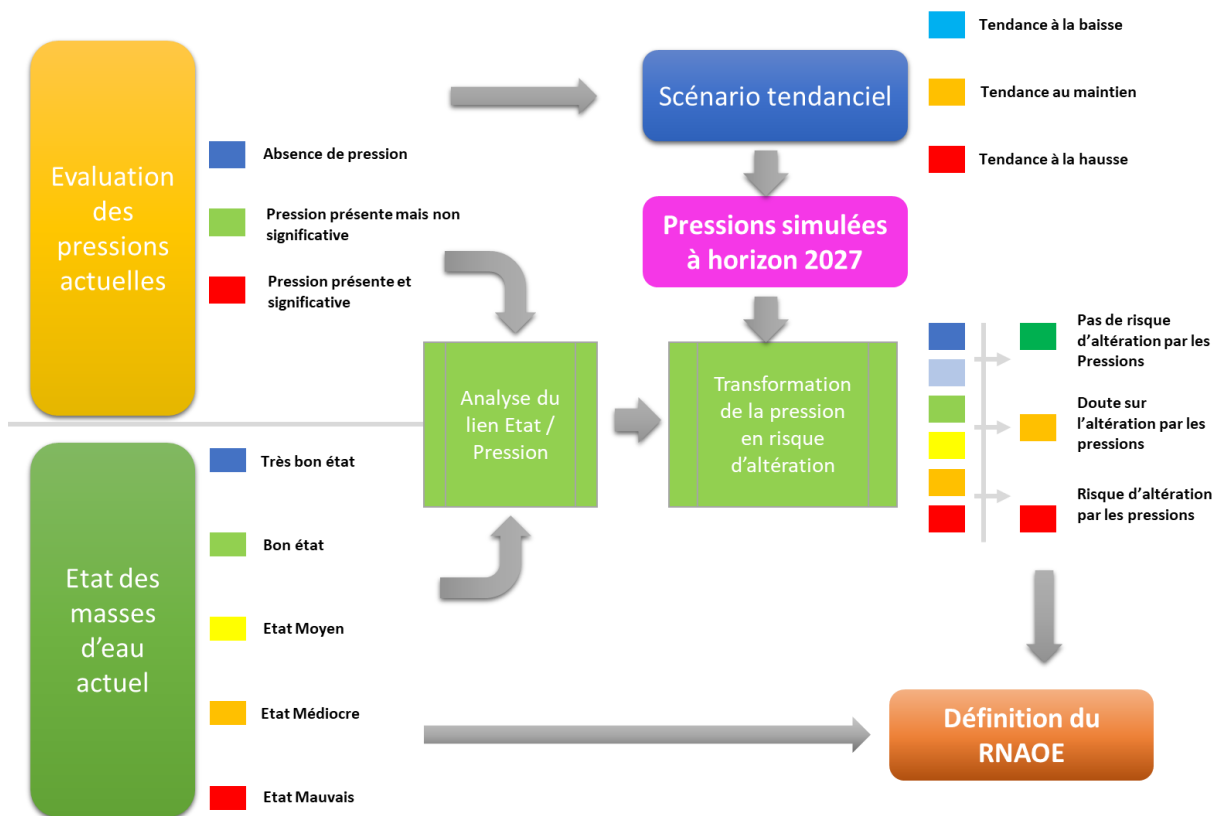 Evaluation
des
pressions
actuelles
Absence de pression
Pression présente mais non
significative
Pression présente et
significative
Scénario tendanciel
Tendance à la baisse
Tendance au maintien
Tendance à la hausse
Pressions simulées
à horizon 2027
Analyse du
lien Etat /
Pression
Transformation
de la pression
en risque
d'altération
Pas de risque
d'altération par les
Pressions
Doute sur
l'altération par les
pressions
Risque d'altération
par les pressions
Etat des
masses
d'eau
actuel
Très bon état
Bon état
Etat Moyen
Etat Médiocre
Etat Mauvais
Définition du
RNAOE